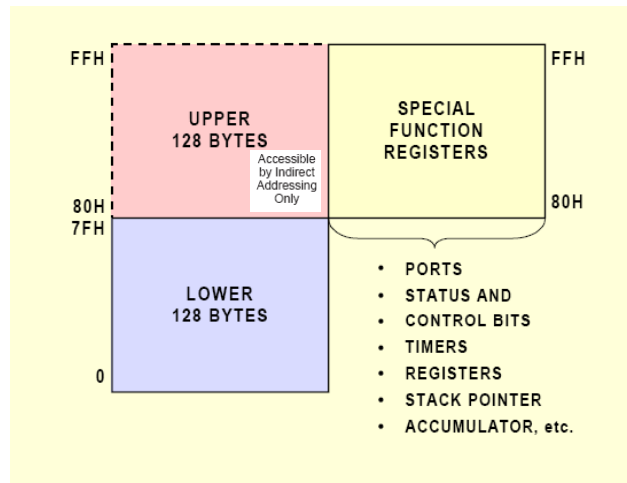 FFH
UPPER
128 BYTES
Accessible
by Indirect
Addressing
Only
80H
7FH
LOWER
128 BYTES
0
SPECIAL
FUNCTION
REGISTERS
FFH
80H
• PORTS
• STATUS AND
• CONTROL BITS
• TIMERS
• REGISTERS
• STACK POINTER
• ACCUMULATOR, etc.